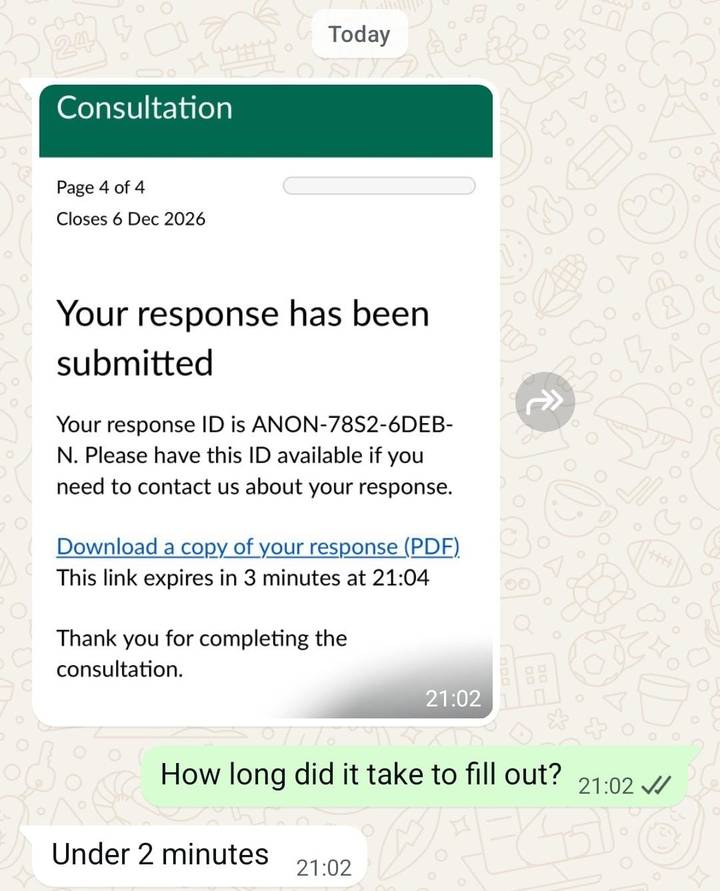 Today
Consultation
Page 4 of 4
Closes 6 Dec 2026
Your response has been
submitted
Your response ID is ANON-78S2-6DEB-
N. Please have this ID available if you
need to contact us about your response.
Download a copy of your response (PDF)
This link expires in 3 minutes at 21:04
Thank you for completing the
consultation.
21:02
How long did it take to fill out? 21:02
Under 2 minutes 21:02